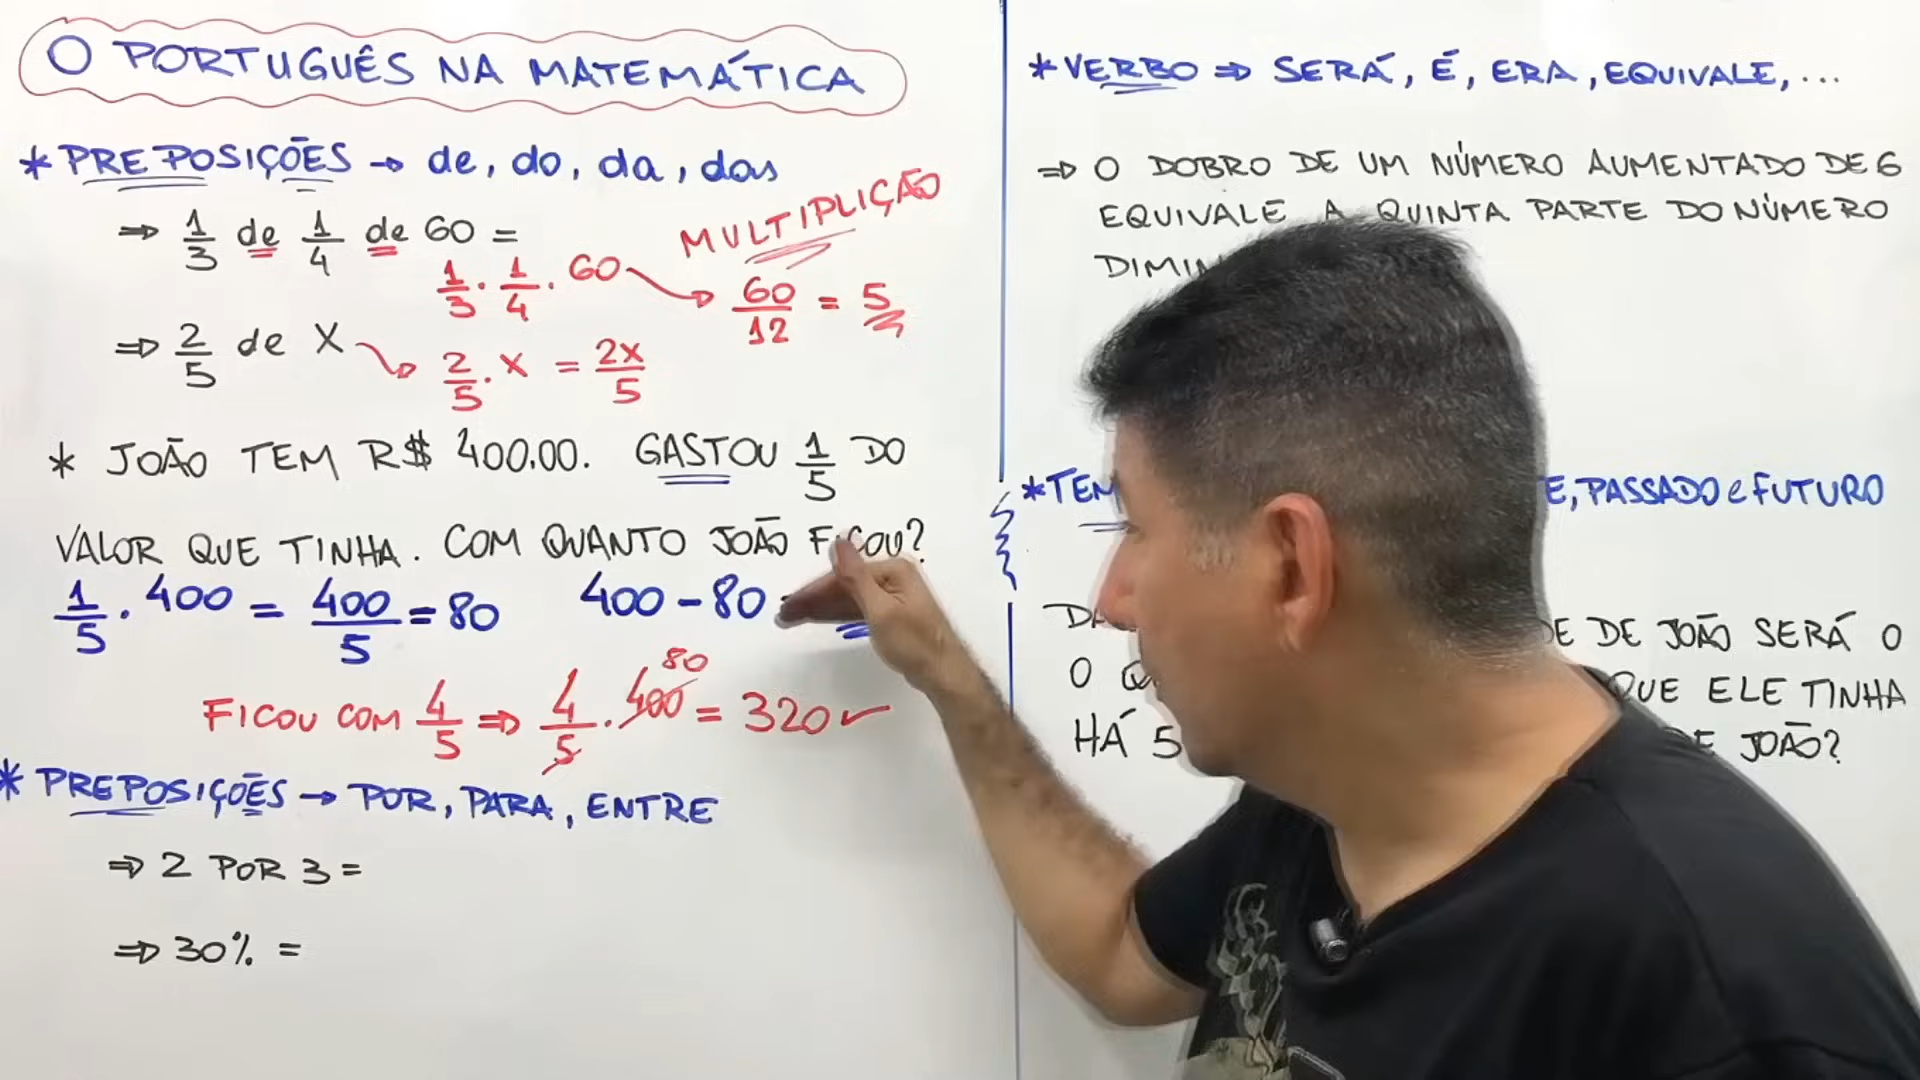 O PORTUGUÊS NA MATEMÁTICA
* PREPOSIÇÕES → de, do, da, dos
MULTIPLIÇÃO
⇒ 1/3 de 1/4 de 60 =
1/3 · 1/4 · 60 → 60/12 = 5
⇒ 2/5 de X → 2/5 · x = 2x/5
* JOÃO TEM R$ 400,00. GASTOU 1/5 DO
VALOR QUE TINHA. COM QUANTO JOÃO FICOU?
1/5 · 400 = 400/5 = 80 400 - 80
80
FICOU COM 4/5 ⇒ 4/5 · 400 = 320 ✓
* PREPOSIÇÕES → POR, PARA, ENTRE
⇒ 2 POR 3 =
⇒ 30% =
* VERBO ⇒ SERÁ, É, ERA, EQUIVALE, ...
⇒ O DOBRO DE UM NÚMERO AUMENTADO DE 6
EQUIVALE A QUINTA PARTE DO NÚMERO
* PASSADO e FUTURO
DE JOÃO SERÁ O
O QUE ELE TINHA
HÁ 5 JOÃO?